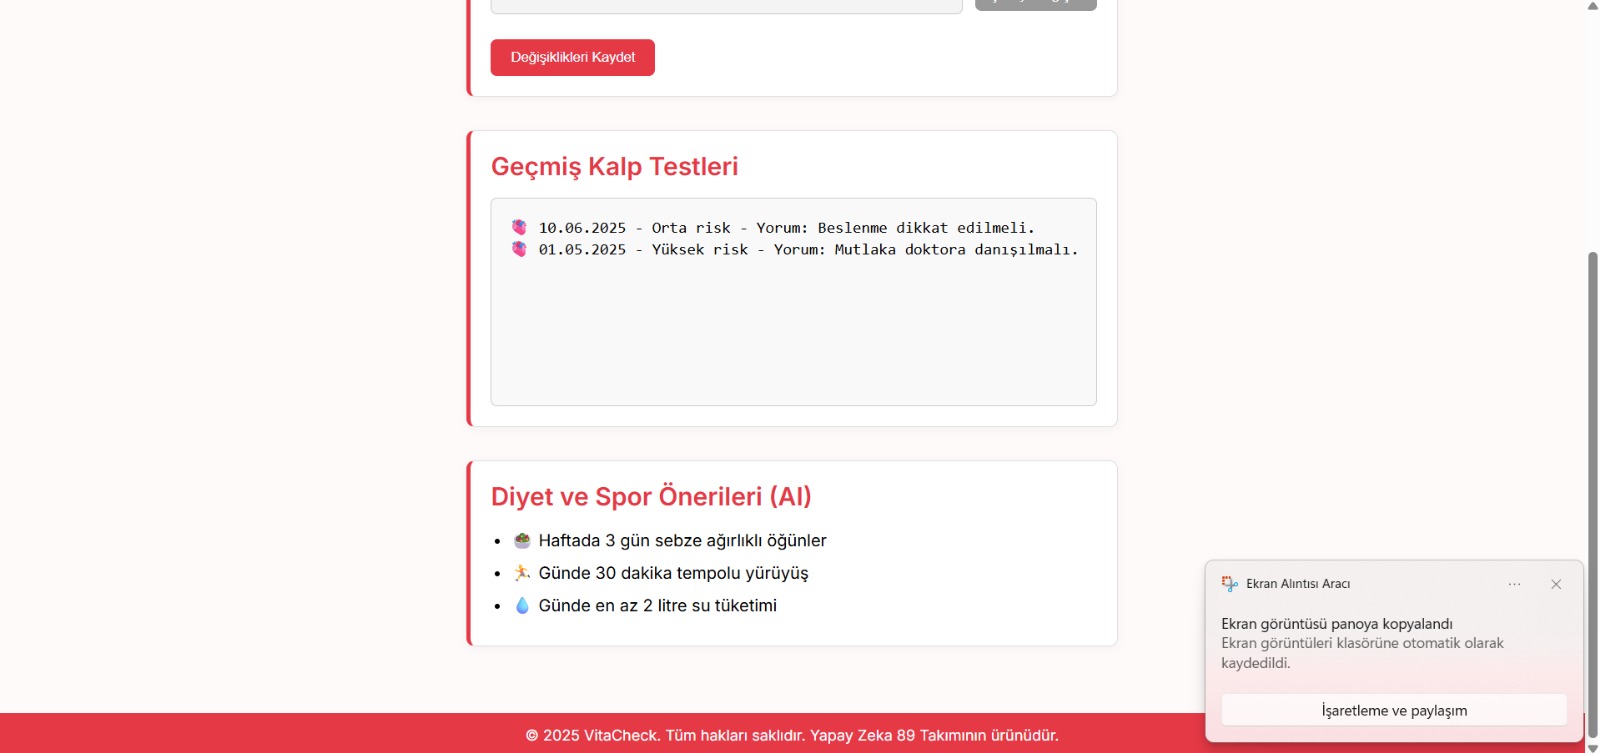 Değişiklikleri Kaydet
Geçmiş Kalp Testleri
10.06.2025 - Orta risk - Yorum: Beslenme dikkat edilmeli.
01.05.2025 - Yüksek risk - Yorum: Mutlaka doktora danışılmalı.
Diyet ve Spor Önerileri (AI)
Haftada 3 gün sebze ağırlıklı öğünler
Günde 30 dakika tempolu yürüyüş
Günde en az 2 litre su tüketimi
Ekran Alıntısı Aracı
Ekran görüntüsü panoya kopyalandı
Ekran görüntüleri klasörüne otomatik olarak
kaydedildi.
İşaretleme ve paylaşım
© 2025 VitaCheck. Tüm hakları saklıdır. Yapay Zeka 89 Takımının ürünüdür.